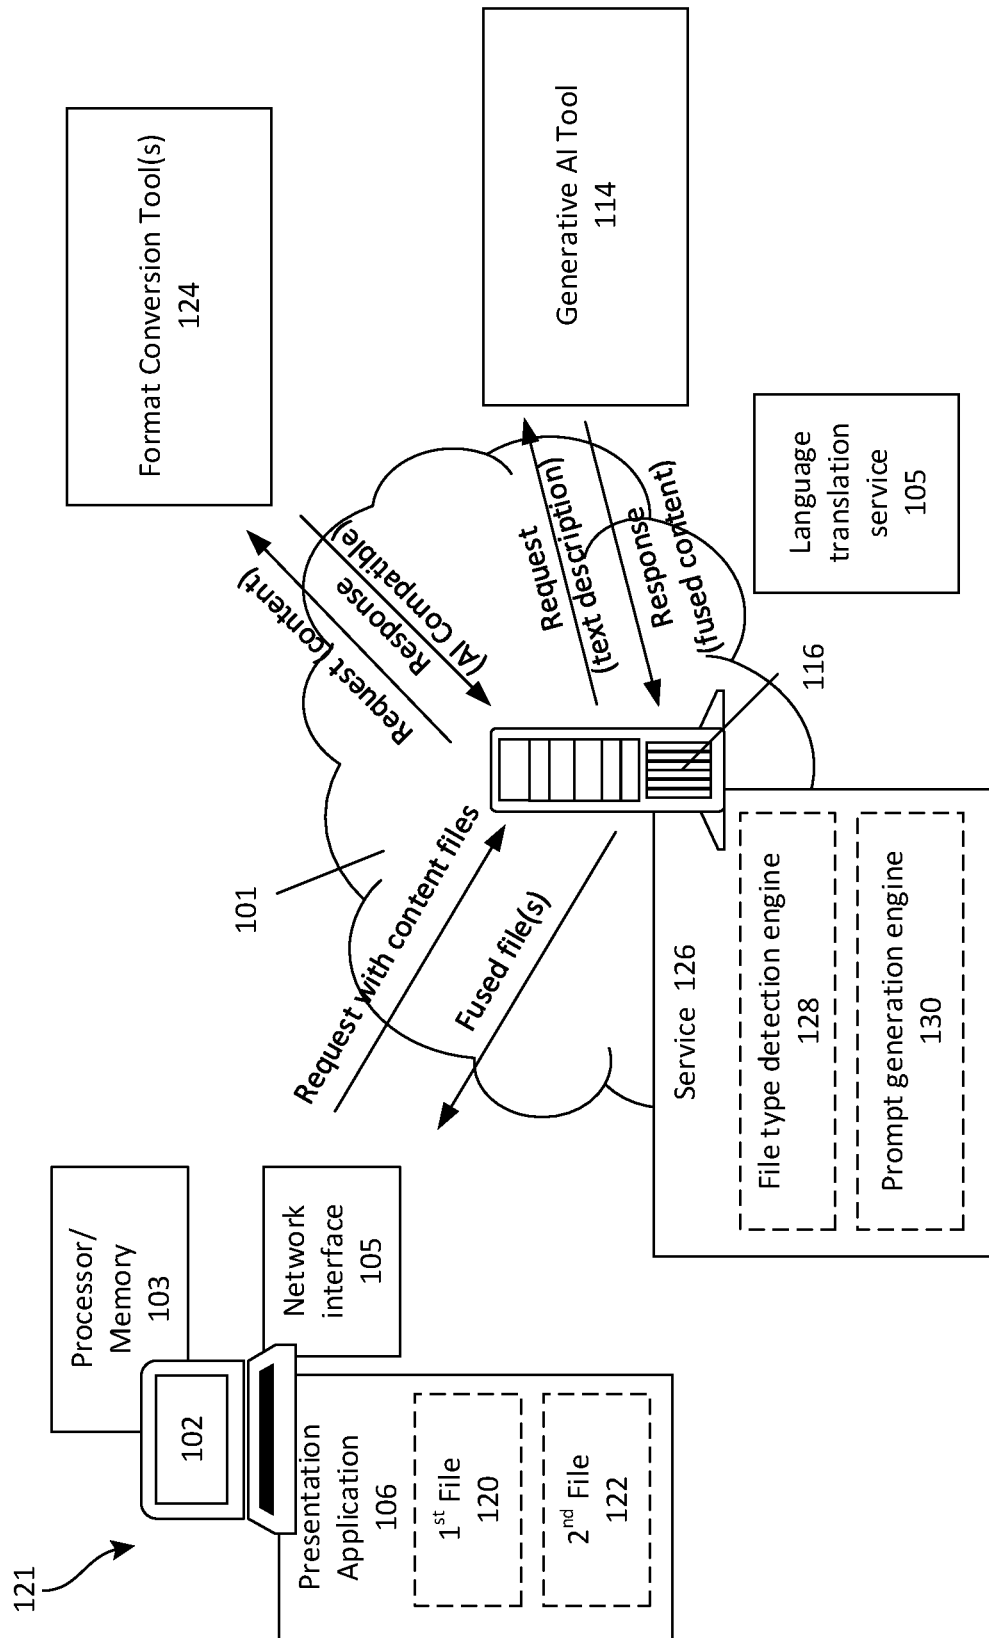 121
102
Processor/
Memory
103
Network
interface
105
Presentation
Application
106
1st File
120
2nd File
122
101
Request with content files
Fused file(s)
Request (content)
Response
(AI Compatible)
Format Conversion Tool(s)
124
Request
(text description)
Response
(fused content)
Generative AI Tool
114
Language
translation
service
105
116
Service 126
File type detection engine
128
Prompt generation engine
130